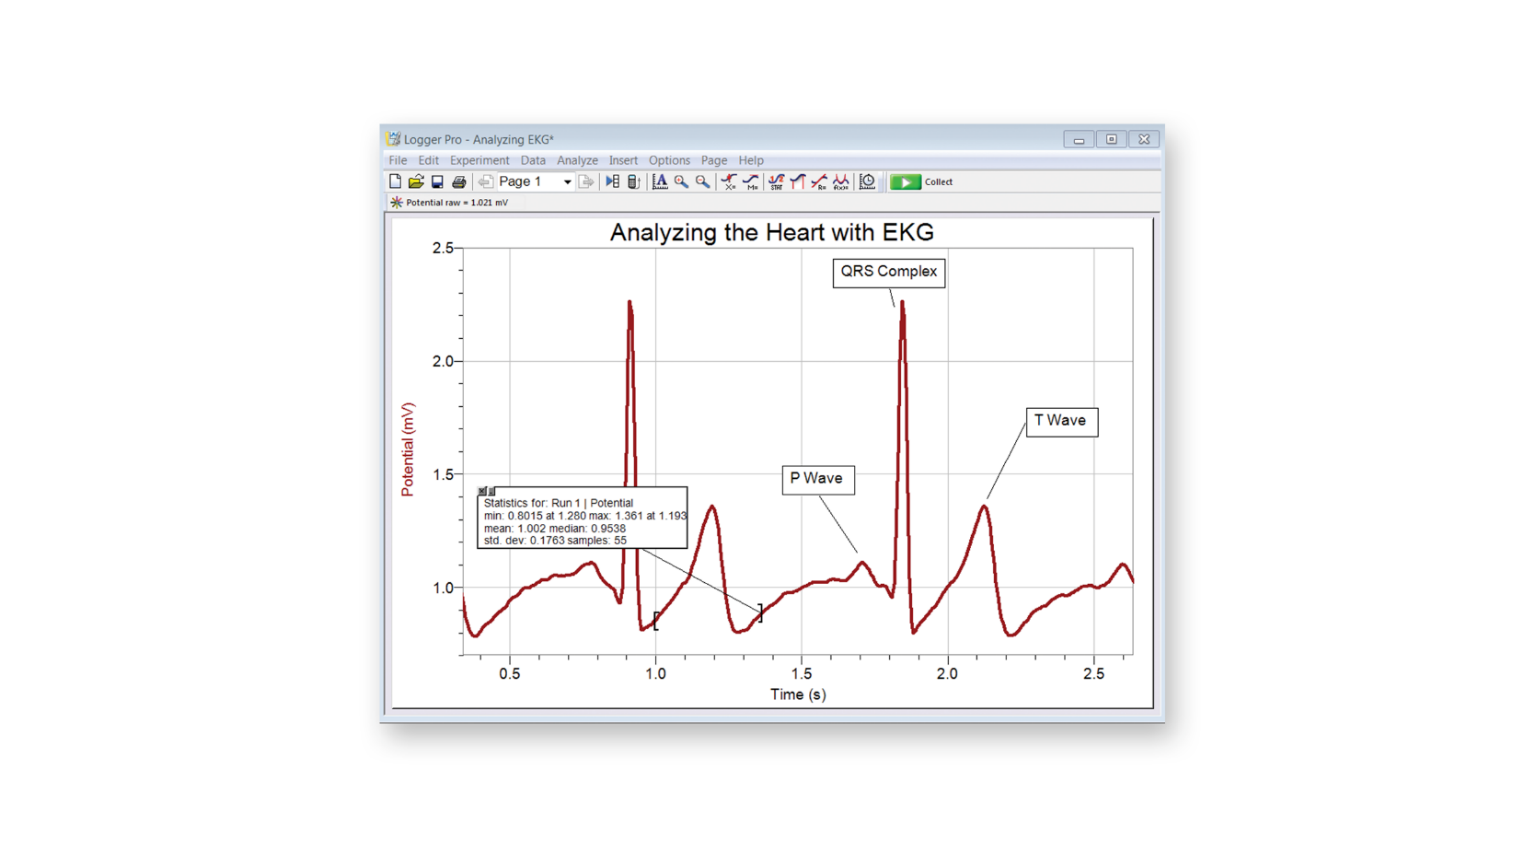 Logger Pro - Analyzing EKG*
File Edit Experiment Data Analyze Insert Options Page Help
Page 1
Collect
Potential raw = 1.021 mV
Analyzing the Heart with EKG
2.5
QRS Complex
2.0
T Wave
Potential (mV)
1.5
P Wave
Statistics for: Run 1 | Potential
min: 0.8015 at 1.280 max: 1.361 at 1.193
mean: 1.002 median: 0.9538
std. dev: 0.1763 samples: 55
1.0
0.5 1.0 1.5 2.0 2.5
Time (s)